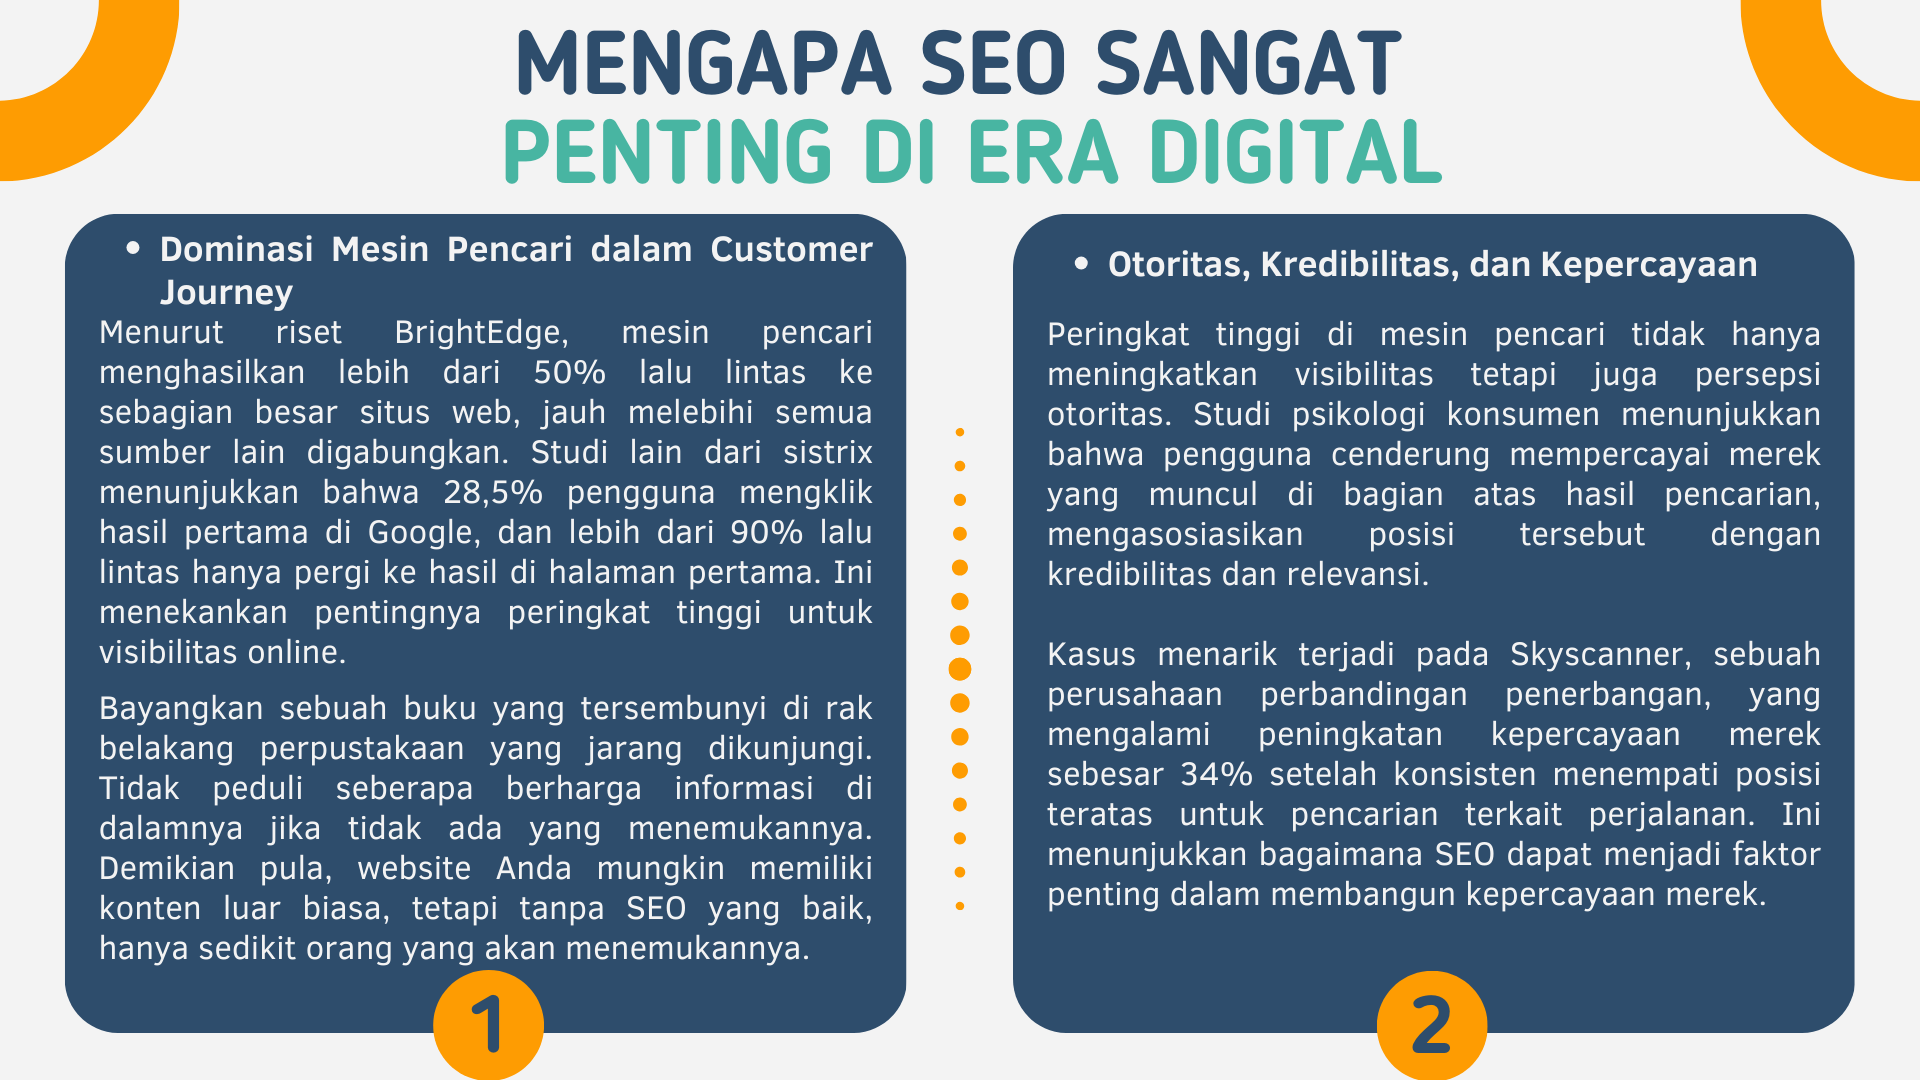 MENGAPA SEO SANGAT
PENTING DI ERA DIGITAL
• Dominasi Mesin Pencari dalam Customer
Journey
Menurut riset BrightEdge, mesin pencari
menghasilkan lebih dari 50% lalu lintas ke
sebagian besar situs web, jauh melebihi semua
sumber lain digabungkan. Studi lain dari sistrix
menunjukkan bahwa 28,5% pengguna mengklik
hasil pertama di Google, dan lebih dari 90% lalu
lintas hanya pergi ke hasil di halaman pertama. Ini
menekankan pentingnya peringkat tinggi untuk
visibilitas online.
Bayangkan sebuah buku yang tersembunyi di rak
belakang perpustakaan yang jarang dikunjungi.
Tidak peduli seberapa berharga informasi di
dalamnya jika tidak ada yang menemukannya.
Demikian pula, website Anda mungkin memiliki
konten luar biasa, tetapi tanpa SEO yang baik,
hanya sedikit orang yang akan menemukannya.
1
• Otoritas, Kredibilitas, dan Kepercayaan
Peringkat tinggi di mesin pencari tidak hanya
meningkatkan visibilitas tetapi juga persepsi
otoritas. Studi psikologi konsumen menunjukkan
bahwa pengguna cenderung mempercayai merek
yang muncul di bagian atas hasil pencarian,
mengasosiasikan posisi tersebut dengan
kredibilitas dan relevansi.
Kasus menarik terjadi pada Skyscanner, sebuah
perusahaan perbandingan penerbangan, yang
mengalami peningkatan kepercayaan merek
sebesar 34% setelah konsisten menempati posisi
teratas untuk pencarian terkait perjalanan. Ini
menunjukkan bagaimana SEO dapat menjadi faktor
penting dalam membangun kepercayaan merek.
2